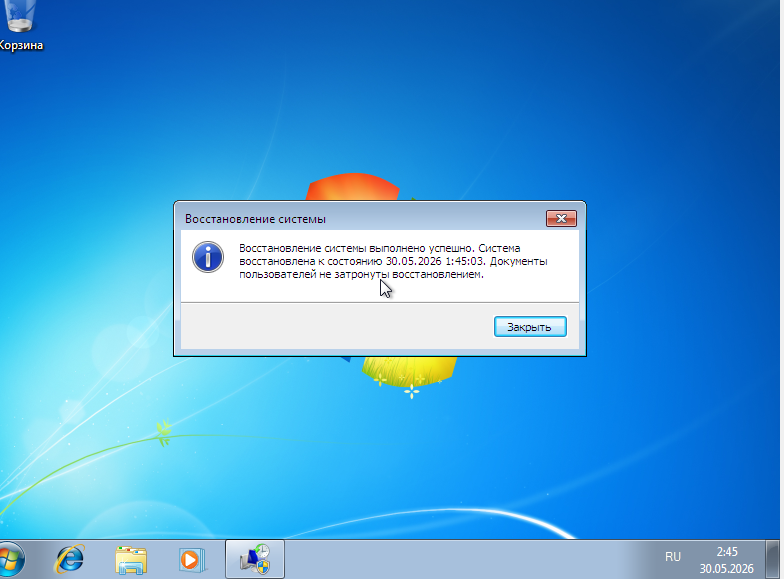 Корзина
Восстановление системы
Восстановление системы выполнено успешно. Система
восстановлена к состоянию 30.05.2026 1:45:03. Документы
пользователей не затронуты восстановлением.
Закрыть
RU
2:45
30.05.2026